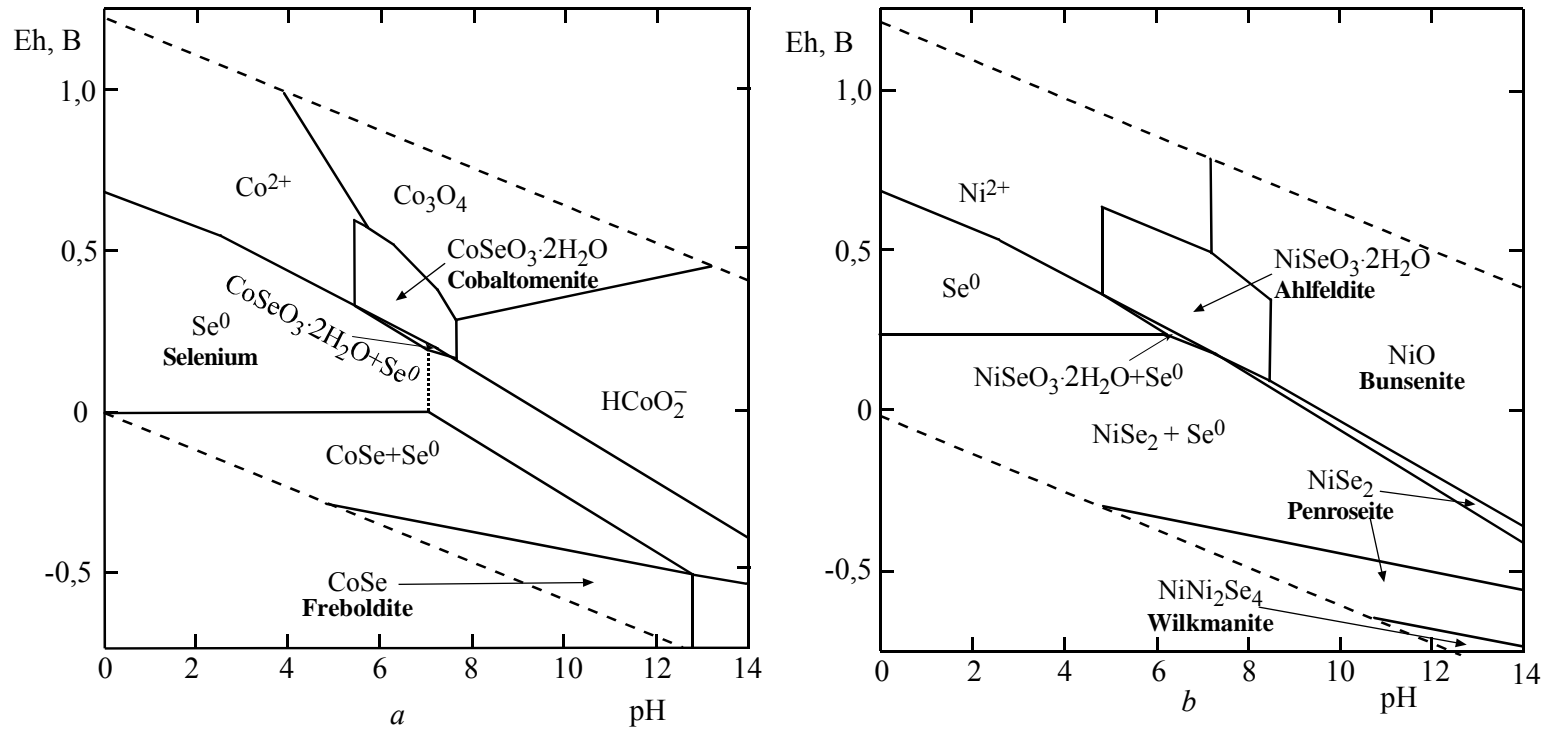 Eh, B
1,0
0,5
0
-0,5
Co²⁺
Co₃O₄
CoSeO₃·2H₂O
Cobaltomenite
CoSeO₃·2H₂O+Se⁰
Se⁰
Selenium
HCoO₂⁻
CoSe+Se⁰
CoSe
Freboldite
0 2 4 6 8 10 12 14
a pH
Eh, B
1,0
0,5
0
-0,5
Ni²⁺
NiSeO₃·2H₂O
Ahlfeldite
Se⁰
NiO
Bunsenite
NiSeO₃·2H₂O+Se⁰
NiSe₂ + Se⁰
NiSe₂
Penroseite
NiNi₂Se₄
Wilkmanite
0 2 4 6 8 10 12 14
b pH